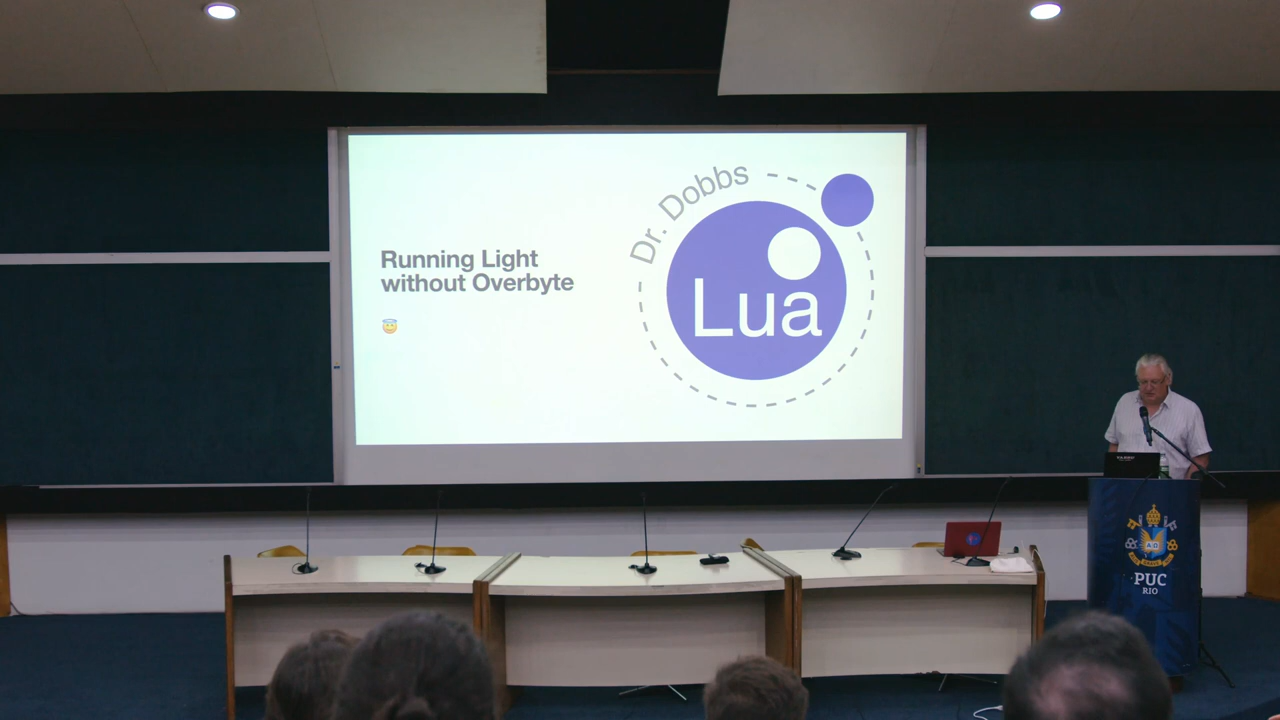 Running Light
without Overbyte
Dr. Dobbs
Lua
PUC
RIO